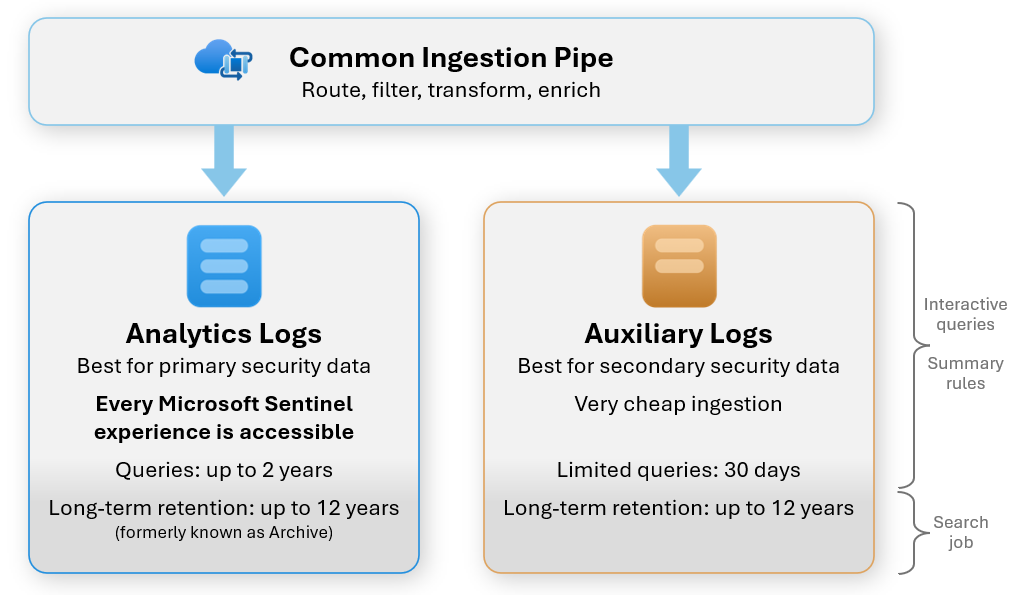 Common Ingestion Pipe
Route, filter, transform, enrich
Analytics Logs
Best for primary security data
Every Microsoft Sentinel
experience is accessible
Queries: up to 2 years
Long-term retention: up to 12 years
(formerly known as Archive)
Auxiliary Logs
Best for secondary security data
Very cheap ingestion
Limited queries: 30 days
Long-term retention: up to 12 years
Interactive
queries
Summary
rules
Search
job